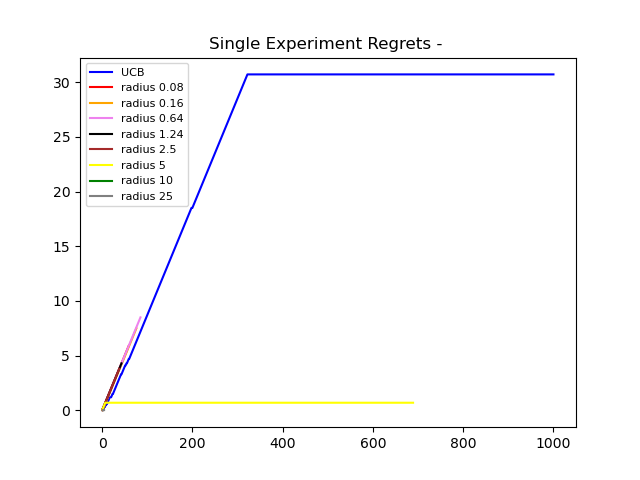 Single Experiment Regrets -
UCB
radius 0.08
radius 0.16
radius 0.64
radius 1.24
radius 2.5
radius 5
radius 10
radius 25
30
25
20
15
10
5
0
0 200 400 600 800 1000